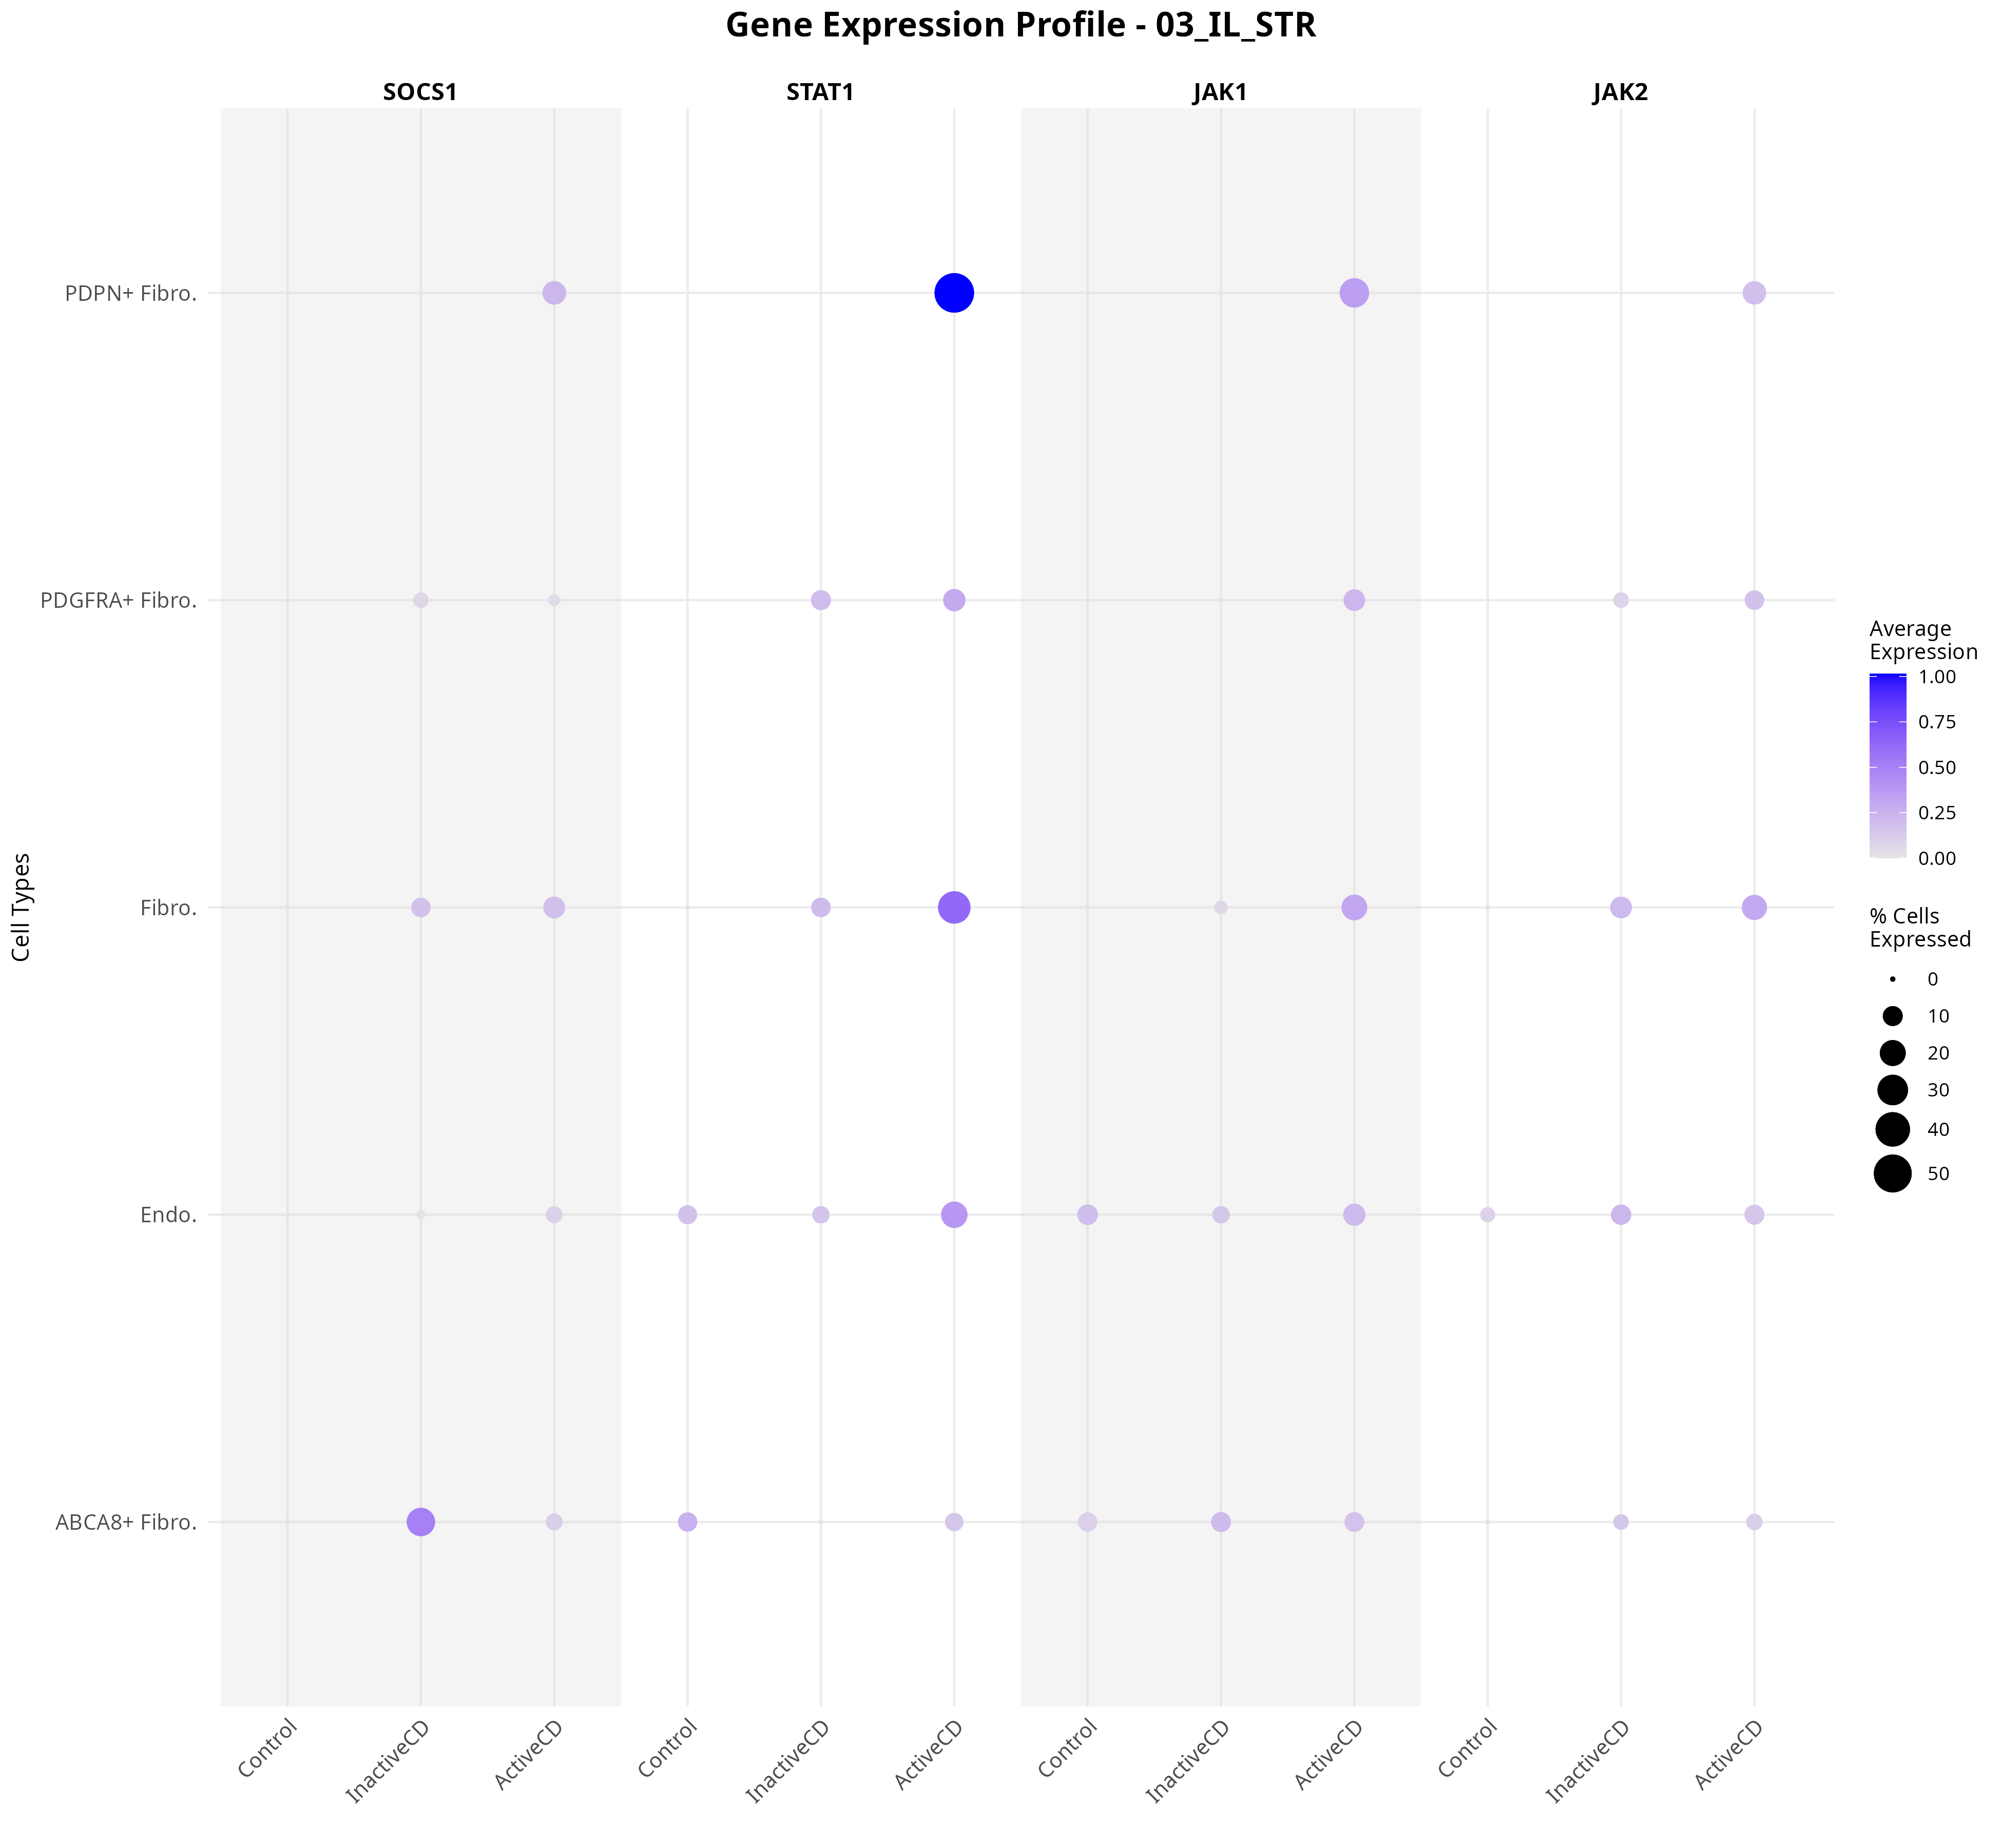 Gene Expression Profile - 03_IL_STR
SOCS1 STAT1 JAK1 JAK2
PDPN+ Fibro.
PDGFRA+ Fibro.
Fibro.
Endo.
ABCA8+ Fibro.
Cell Types
Control InactiveCD ActiveCD Control InactiveCD ActiveCD Control InactiveCD ActiveCD Control InactiveCD ActiveCD
Average
Expression
1.00
0.75
0.50
0.25
0.00
% Cells
Expressed
0
10
20
30
40
50